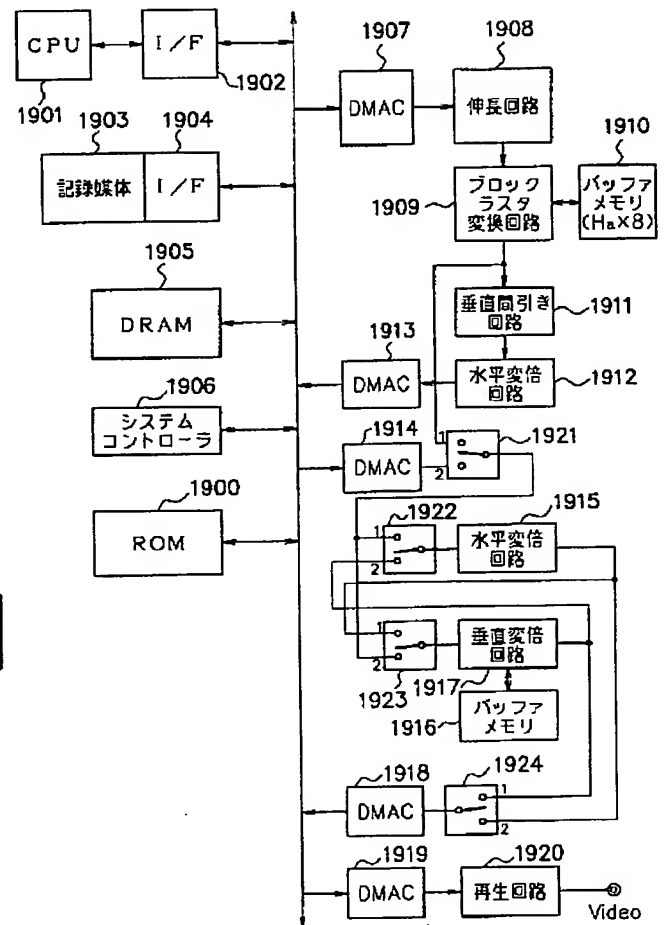 CPU
I/F
1901
1902
1903
1904
記録媒体
I/F
1905
DRAM
1906
システム
コントローラ
1900
ROM
1907
DMAC
1908
伸長回路
1909
ブロック
ラスタ
変換回路
1910
バッファ
メモリ
(Ha×8)
垂直間引き
回路
1911
1913
DMAC
水平変倍
回路
1912
1914
DMAC
1
2
1921
1922
1
2
1915
水平変倍
回路
1
2
1923
垂直変倍
回路
1917
1916
バッファ
メモリ
1918
DMAC
1924
1
2
1919
DMAC
1920
再生回路
Video